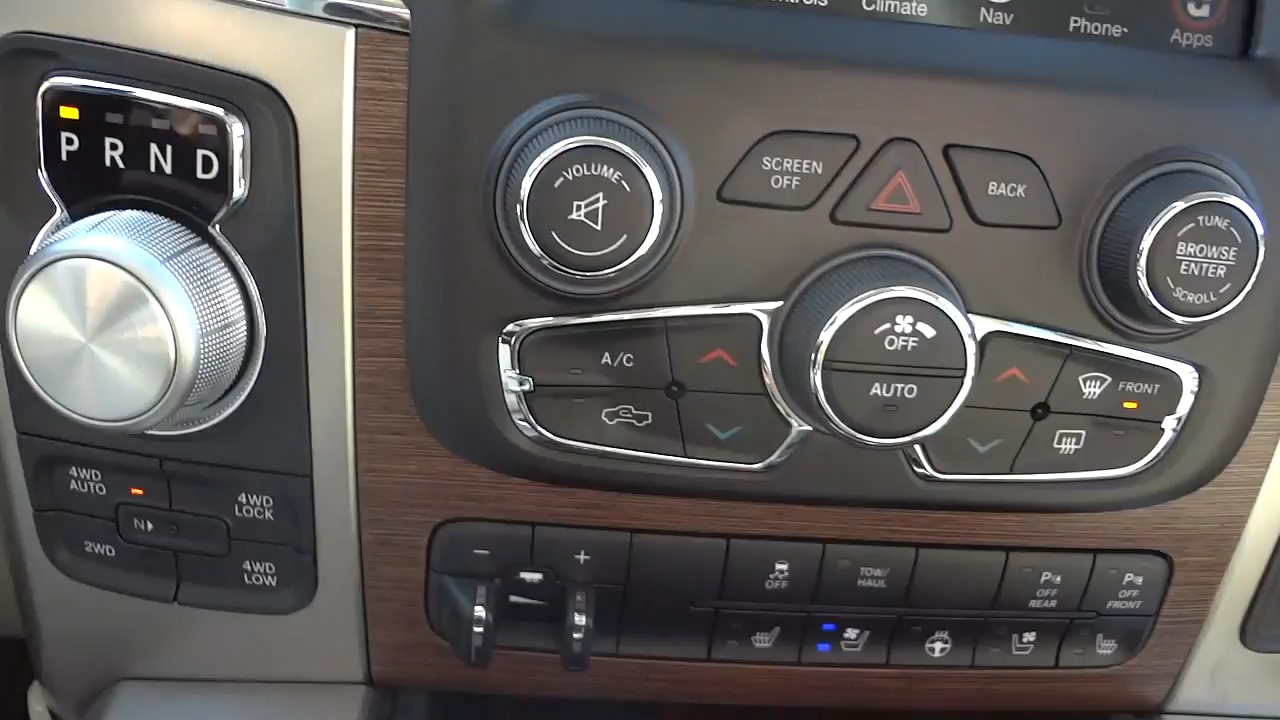 Climate
Nav
Phone
Apps
P R N D
VOLUME
SCREEN
OFF
BACK
TUNE
BROWSE
ENTER
SCROLL
A/C
OFF
AUTO
FRONT
4WD
AUTO
4WD
LOCK
N
2WD
4WD
LOW
− +
OFF
TOW/
HAUL
P
OFF
REAR
P
OFF
FRONT